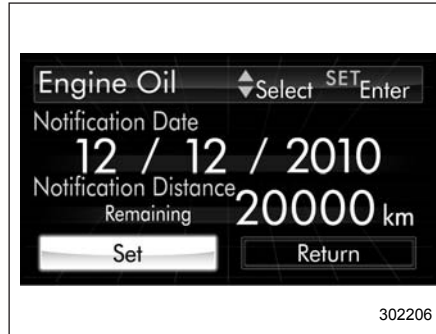 Engine Oil Select SET Enter
Notification Date
12 / 12 / 2010
Notification Distance
Remaining 20000 km
Set Return
302206